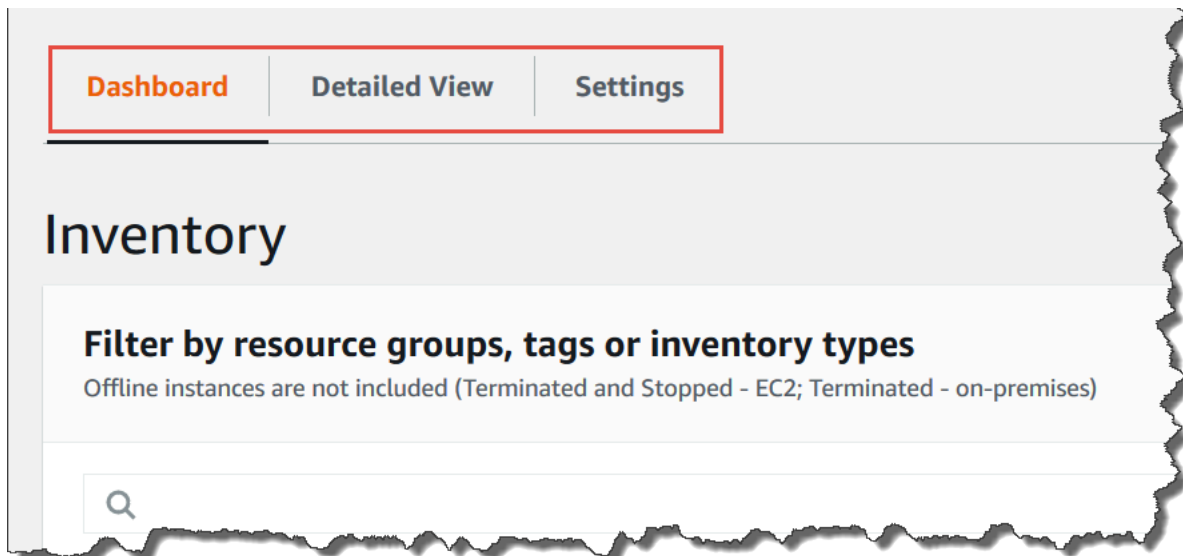 Dashboard Detailed View Settings
Inventory
Filter by resource groups, tags or inventory types
Offline instances are not included (Terminated and Stopped - EC2; Terminated - on-premises)